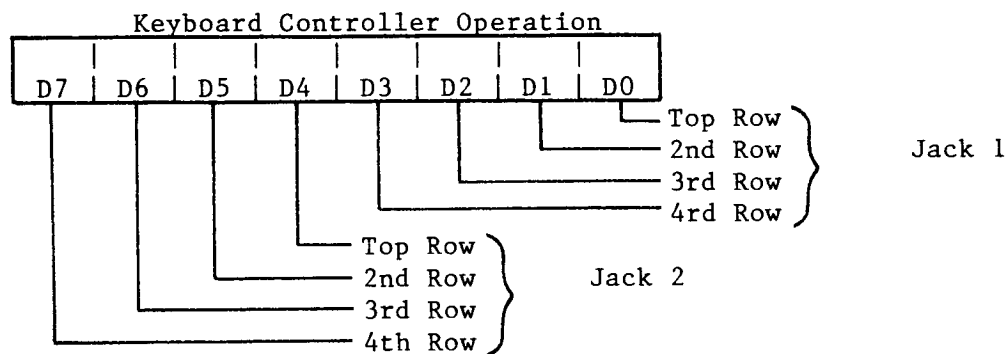 Keyboard Controller Operation
D7 D6 D5 D4 D3 D2 D1 D0
Top Row
2nd Row
Jack 1
3rd Row
4rd Row
Top Row
2nd Row
Jack 2
3rd Row
4th Row